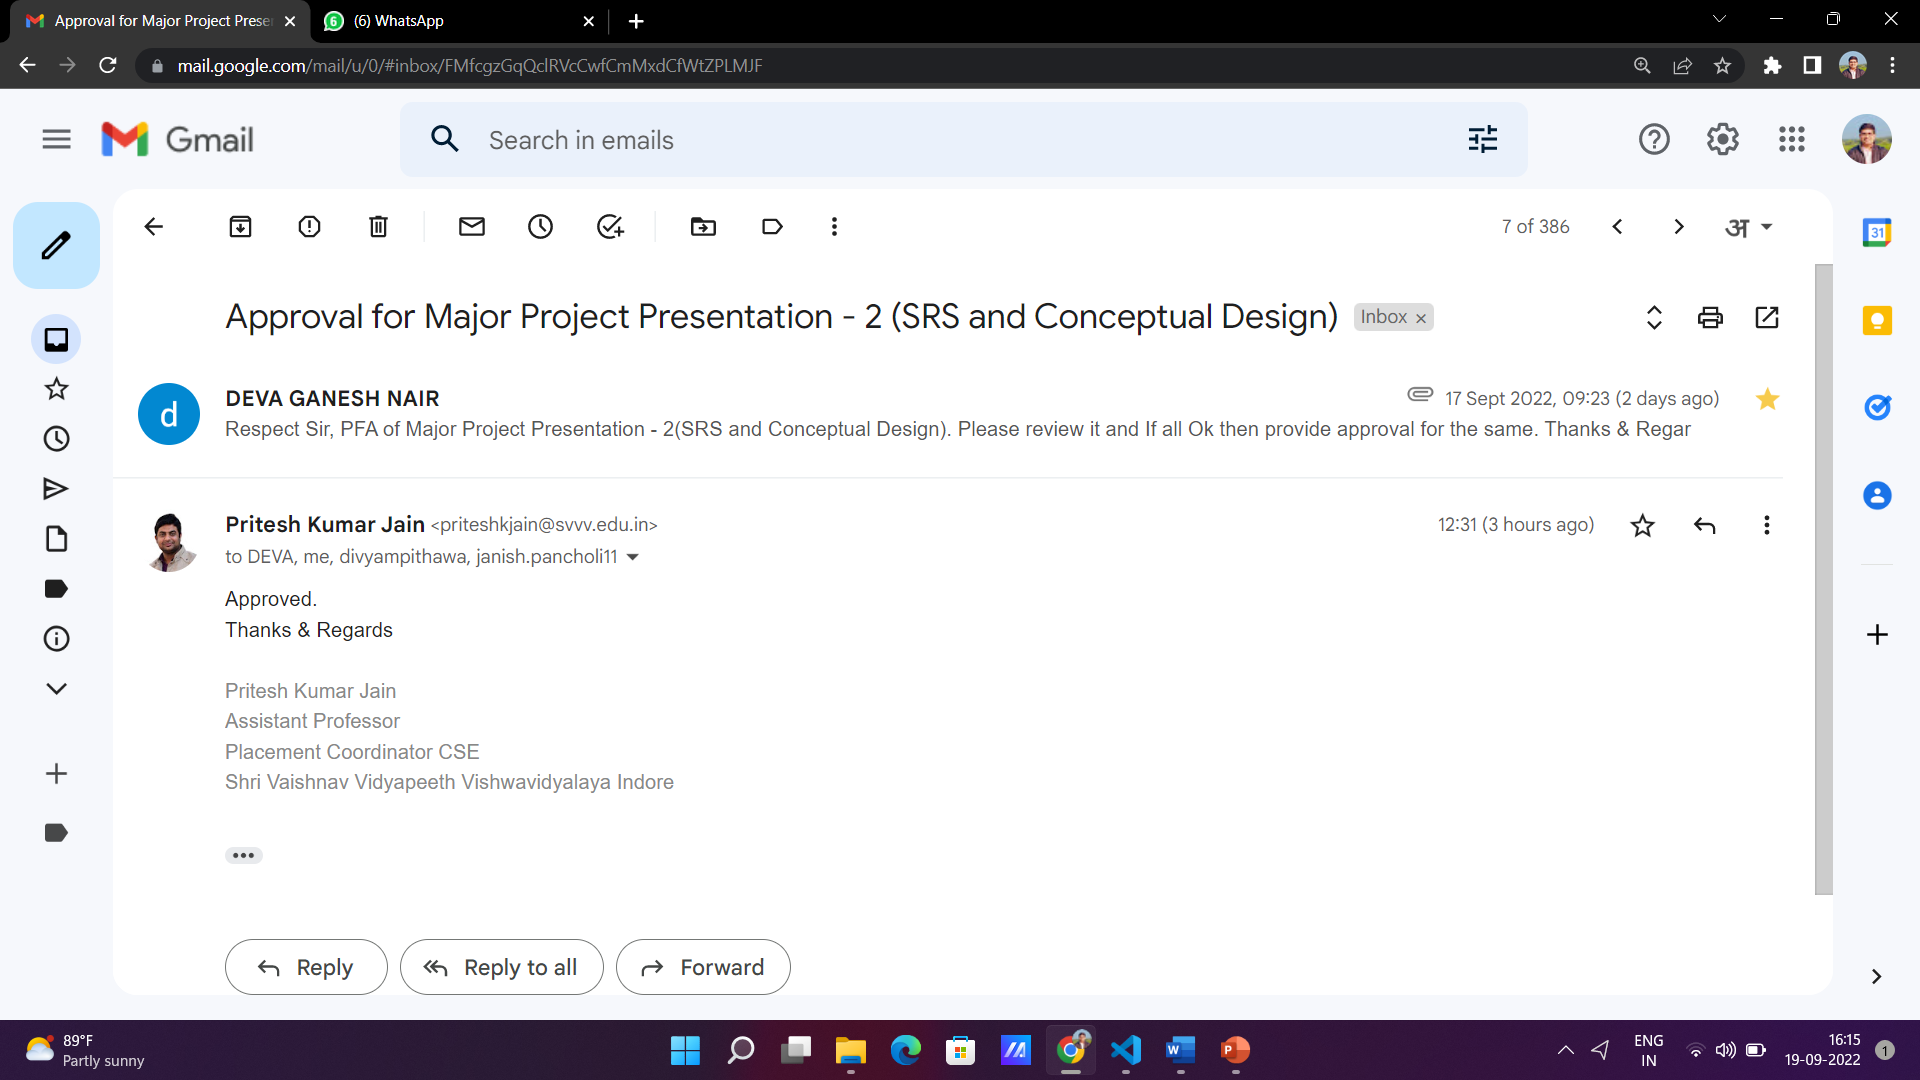 Approval for Major Project Prese
(6) WhatsApp
mail.google.com/mail/u/0/#inbox/FMfcgzGqQclRVcCwfCmMxdCfWtZPLMJF
Gmail
Search in emails
7 of 386
अ
31
Approval for Major Project Presentation - 2 (SRS and Conceptual Design)
Inbox ×
d
DEVA GANESH NAIR
17 Sept 2022, 09:23 (2 days ago)
Respect Sir, PFA of Major Project Presentation - 2(SRS and Conceptual Design). Please review it and If all Ok then provide approval for the same. Thanks & Regar
Pritesh Kumar Jain <priteshkjain@svvv.edu.in>
12:31 (3 hours ago)
to DEVA, me, divyampithawa, janish.pancholi11
Approved.
Thanks & Regards
Pritesh Kumar Jain
Assistant Professor
Placement Coordinator CSE
Shri Vaishnav Vidyapeeth Vishwavidyalaya Indore
Reply
Reply to all
Forward
89°F
Partly sunny
ENG
IN
16:15
19-09-2022
1